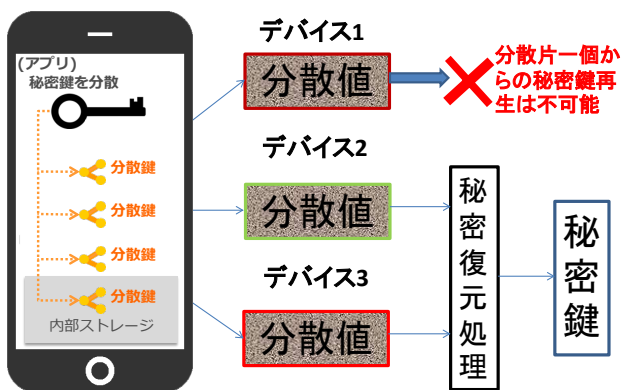 (アプリ)
秘密鍵を分散
分散鍵
分散鍵
分散鍵
分散鍵
内部ストレージ
デバイス1
分散値
分散片一個か
らの秘密鍵再
生は不可能
デバイス2
分散値
デバイス3
分散値
秘密復元処理
秘密鍵